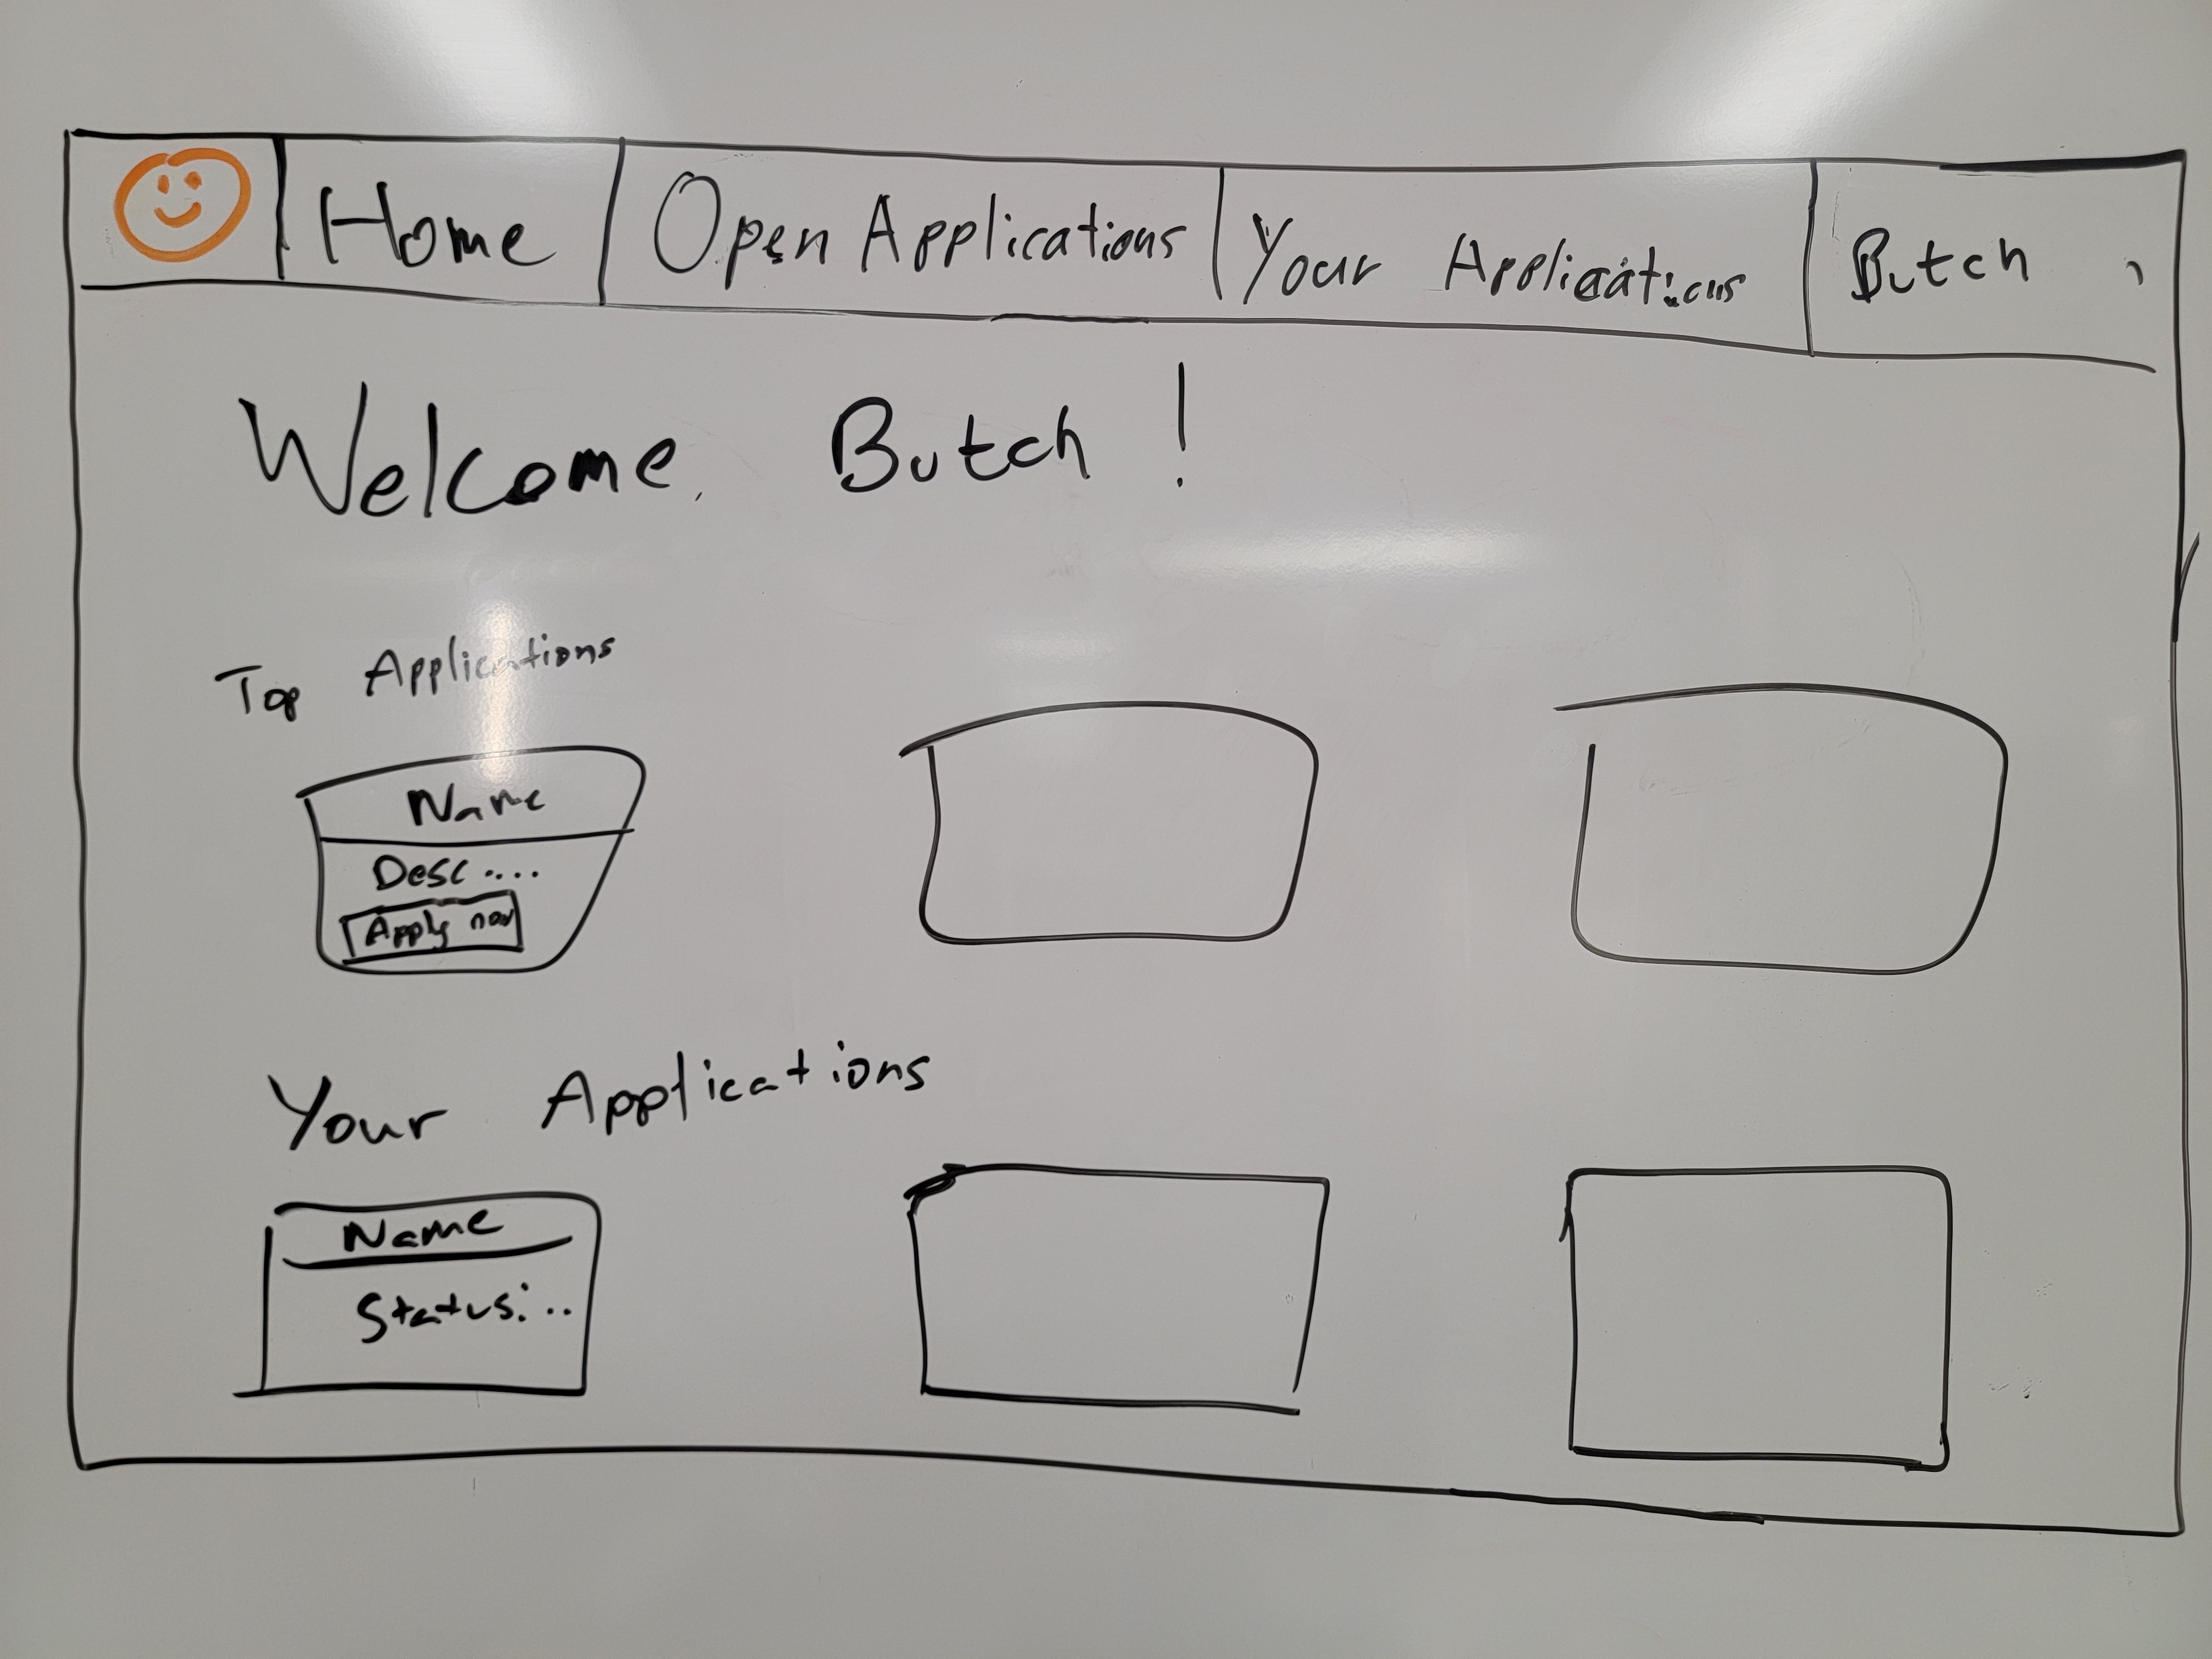 Home Open Applications Your Applications Butch
Welcome, Butch !
Top Applications
Name
Desc ....
Apply now
Your Applications
Name
Status: ..